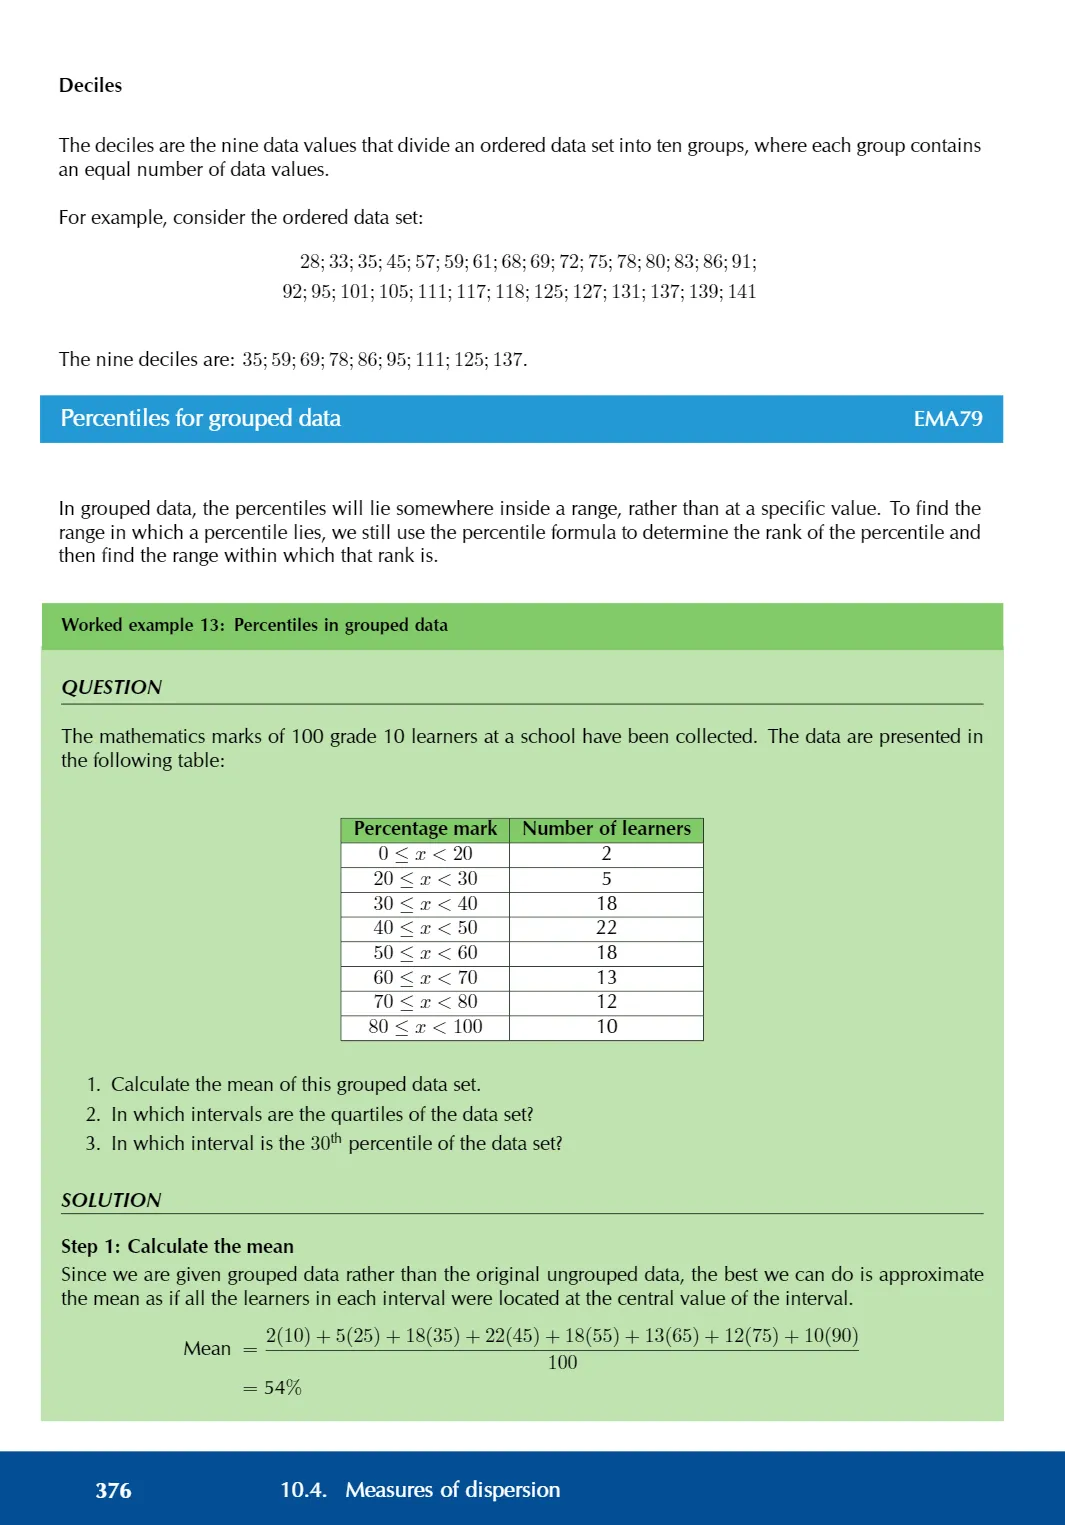 Deciles
The deciles are the nine data values that divide an ordered data set into ten groups, where each group contains
an equal number of data values.
For example, consider the ordered data set:
28; 33; 35; 45; 57; 59; 61; 68; 69; 72; 75; 78; 80; 83; 86; 91;
92; 95; 101; 105; 111; 117; 118; 125; 127; 131; 137; 139; 141
The nine deciles are: 35; 59; 69; 78; 86; 95; 111; 125; 137.
Percentiles for grouped data EMA79
In grouped data, the percentiles will lie somewhere inside a range, rather than at a specific value. To find the
range in which a percentile lies, we still use the percentile formula to determine the rank of the percentile and
then find the range within which that rank is.
Worked example 13: Percentiles in grouped data
QUESTION
The mathematics marks of 100 grade 10 learners at a school have been collected. The data are presented in
the following table:
Percentage mark Number of learners
0 ≤ x < 20 2
20 ≤ x < 30 5
30 ≤ x < 40 18
40 ≤ x < 50 22
50 ≤ x < 60 18
60 ≤ x < 70 13
70 ≤ x < 80 12
80 ≤ x < 100 10
1. Calculate the mean of this grouped data set.
2. In which intervals are the quartiles of the data set?
3. In which interval is the 30th percentile of the data set?
SOLUTION
Step 1: Calculate the mean
Since we are given grouped data rather than the original ungrouped data, the best we can do is approximate
the mean as if all the learners in each interval were located at the central value of the interval.
2(10) + 5(25) + 18(35) + 22(45) + 18(55) + 13(65) + 12(75) + 10(90)
Mean =
100
= 54%
376 10.4. Measures of dispersion